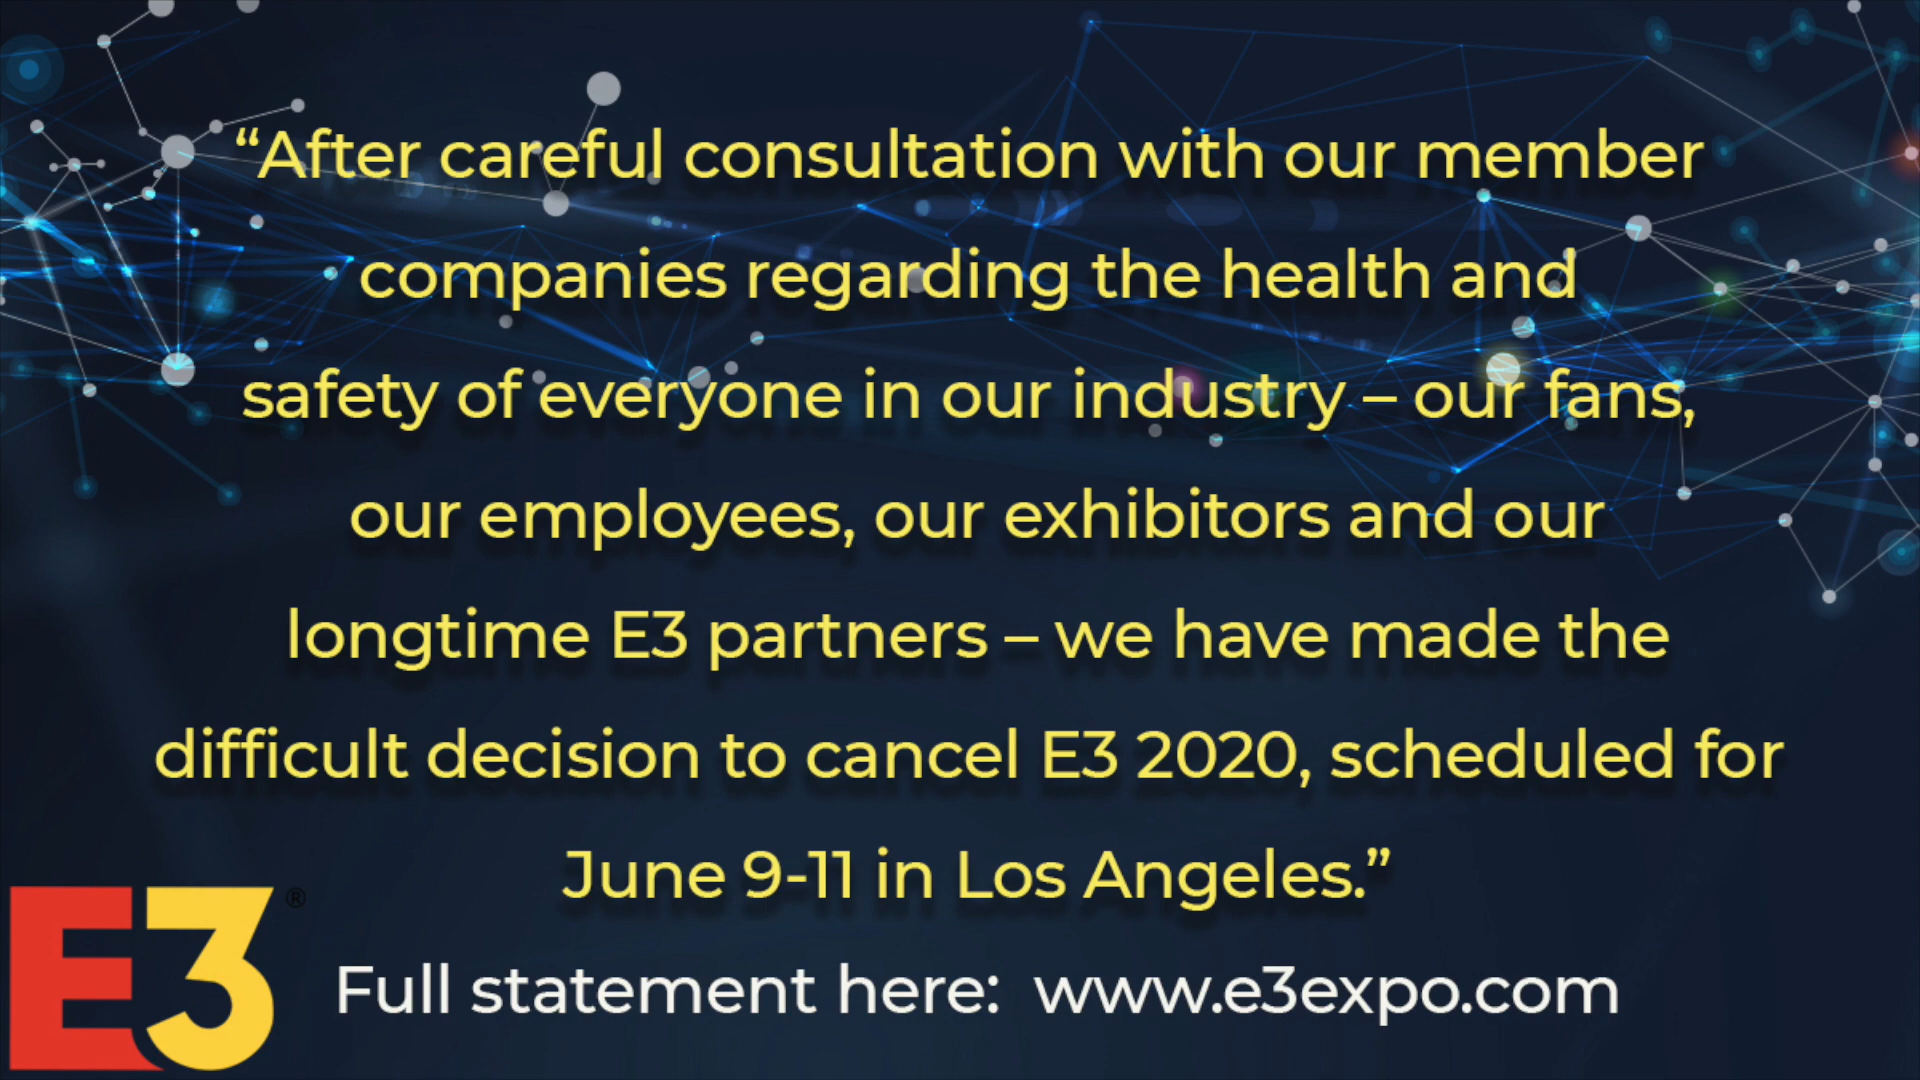 “After careful consultation with our member
companies regarding the health and
safety of everyone in our industry – our fans,
our employees, our exhibitors and our
longtime E3 partners – we have made the
difficult decision to cancel E3 2020, scheduled for
June 9-11 in Los Angeles.”
E3®
Full statement here: www.e3expo.com